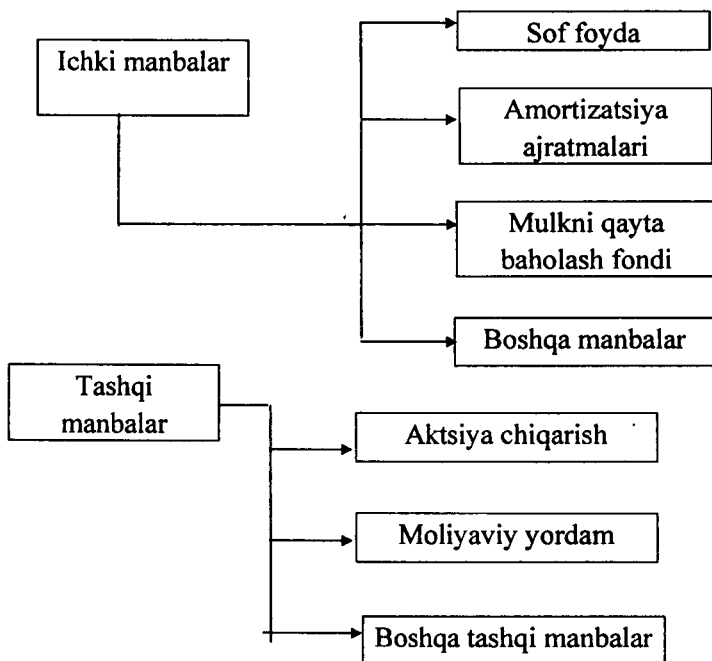 Ichki manbalar
Sof foyda
Amortizatsiya
ajratmalari
Mulkni qayta
baholash fondi
Boshqa manbalar
Tashqi
manbalar
Aktsiya chiqarish
Moliyaviy yordam
Boshqa tashqi manbalar